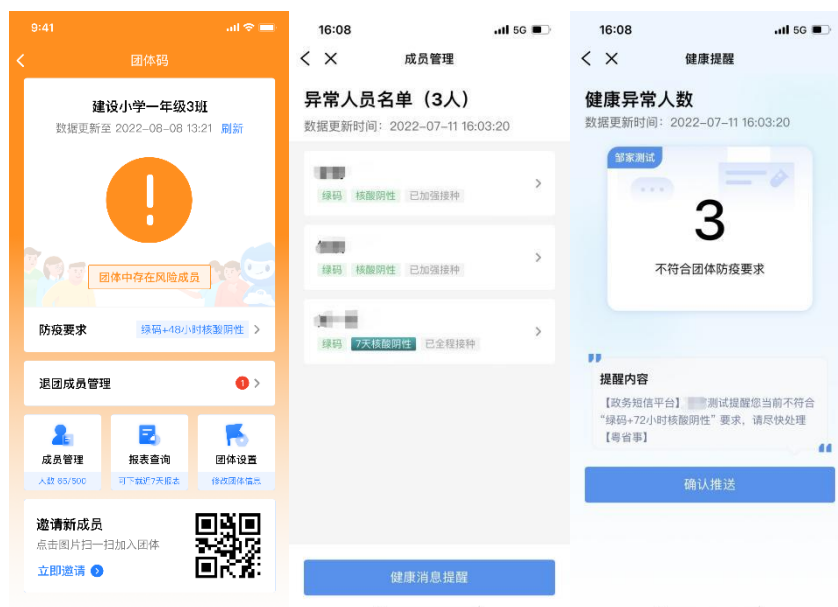 9:41
团体码
建设小学一年级3班
数据更新至 2022-08-08 13:21 刷新
团体中存在风险成员
防疫要求
绿码+48小时核酸阴性
退团成员管理
1
成员管理
人数 85/500
报表查询
可下载近7天报表
团体设置
修改团体信息
邀请新成员
点击图片扫一扫加入团体
立即邀请
16:08
5G
成员管理
异常人员名单（3人）
数据更新时间：2022-07-11 16:03:20
绿码 核酸阴性 已加强接种
绿码 核酸阴性 已加强接种
绿码 7天核酸阴性 已全程接种
健康消息提醒
16:08
5G
健康提醒
健康异常人数
数据更新时间：2022-07-11 16:03:20
邹家测试
3
不符合团体防疫要求
提醒内容
【政务短信平台】 测试提醒您当前不符合
“绿码+72小时核酸阴性”要求，请尽快处理
【粤省事】
确认推送